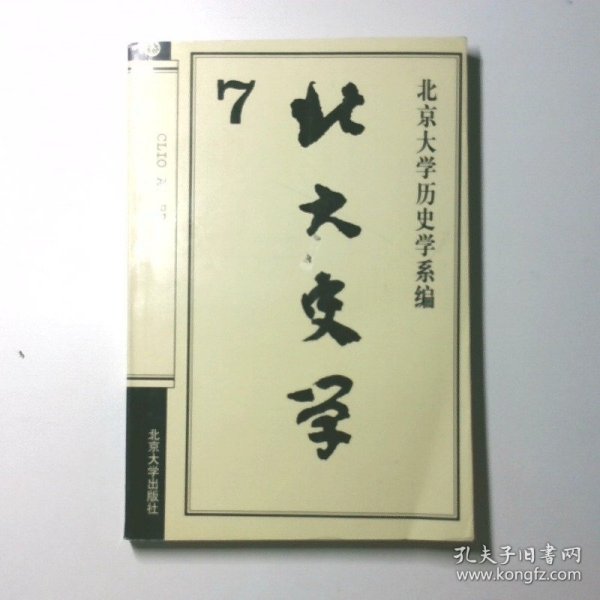 北京大学历史学系编
北大史学
7
CLIO
北京大学出版社
孔夫子旧书网
www.kongfz.com